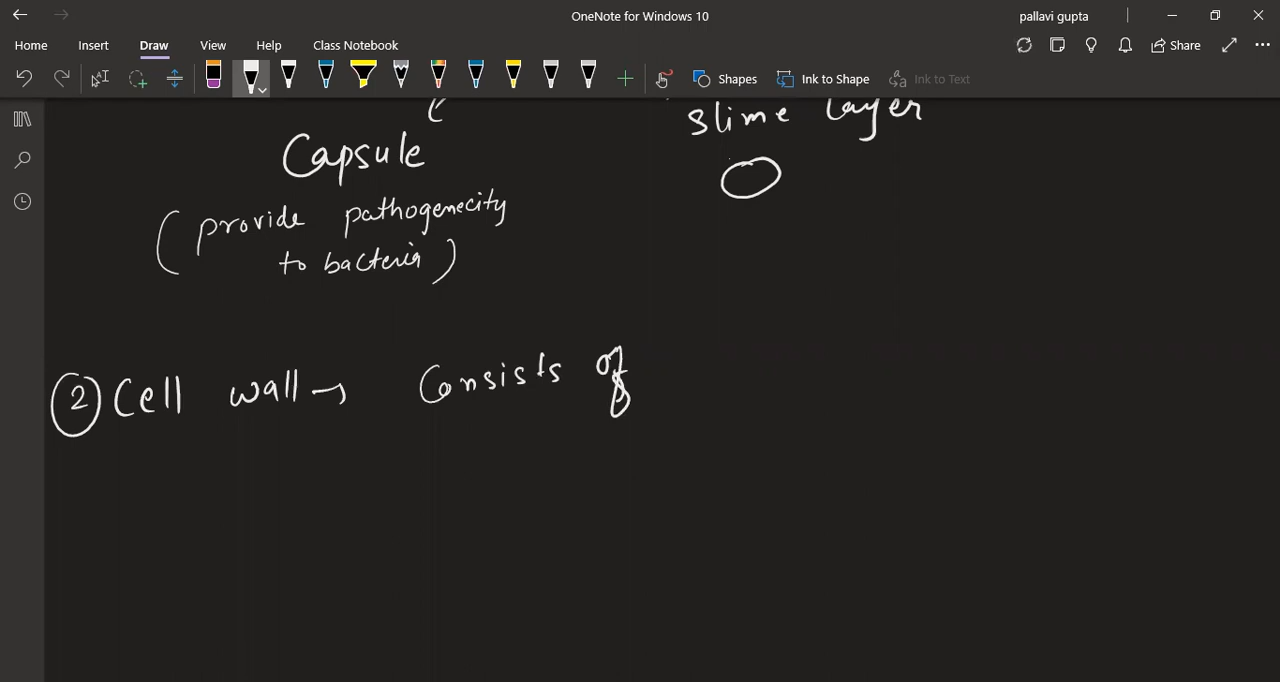 OneNote for Windows 10
pallavi gupta
Home Insert Draw View Help Class Notebook
Share
Shapes Ink to Shape Ink to Text
slime layer
Capsule
(provide pathogenecity
to bacteria)
② Cell wall → Consists of